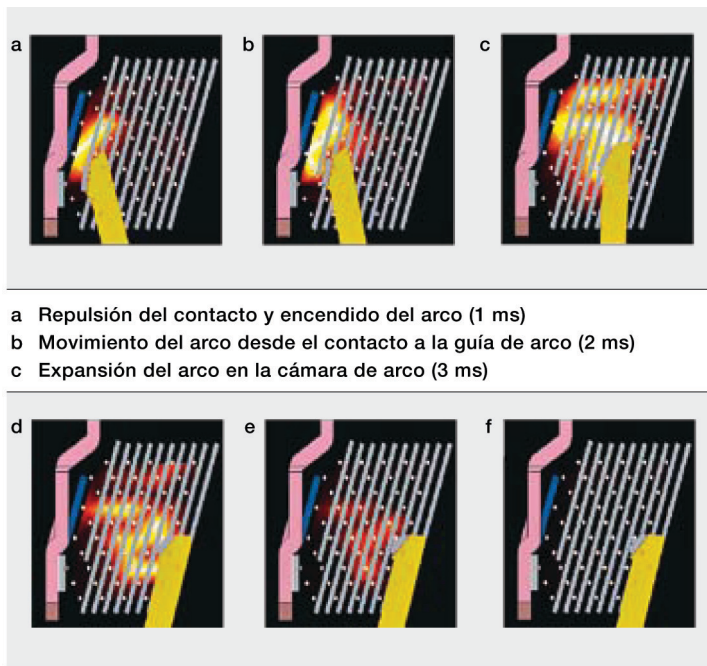 a b c
a Repulsión del contacto y encendido del arco (1 ms)
b Movimiento del arco desde el contacto a la guía de arco (2 ms)
c Expansión del arco en la cámara de arco (3 ms)
d e f